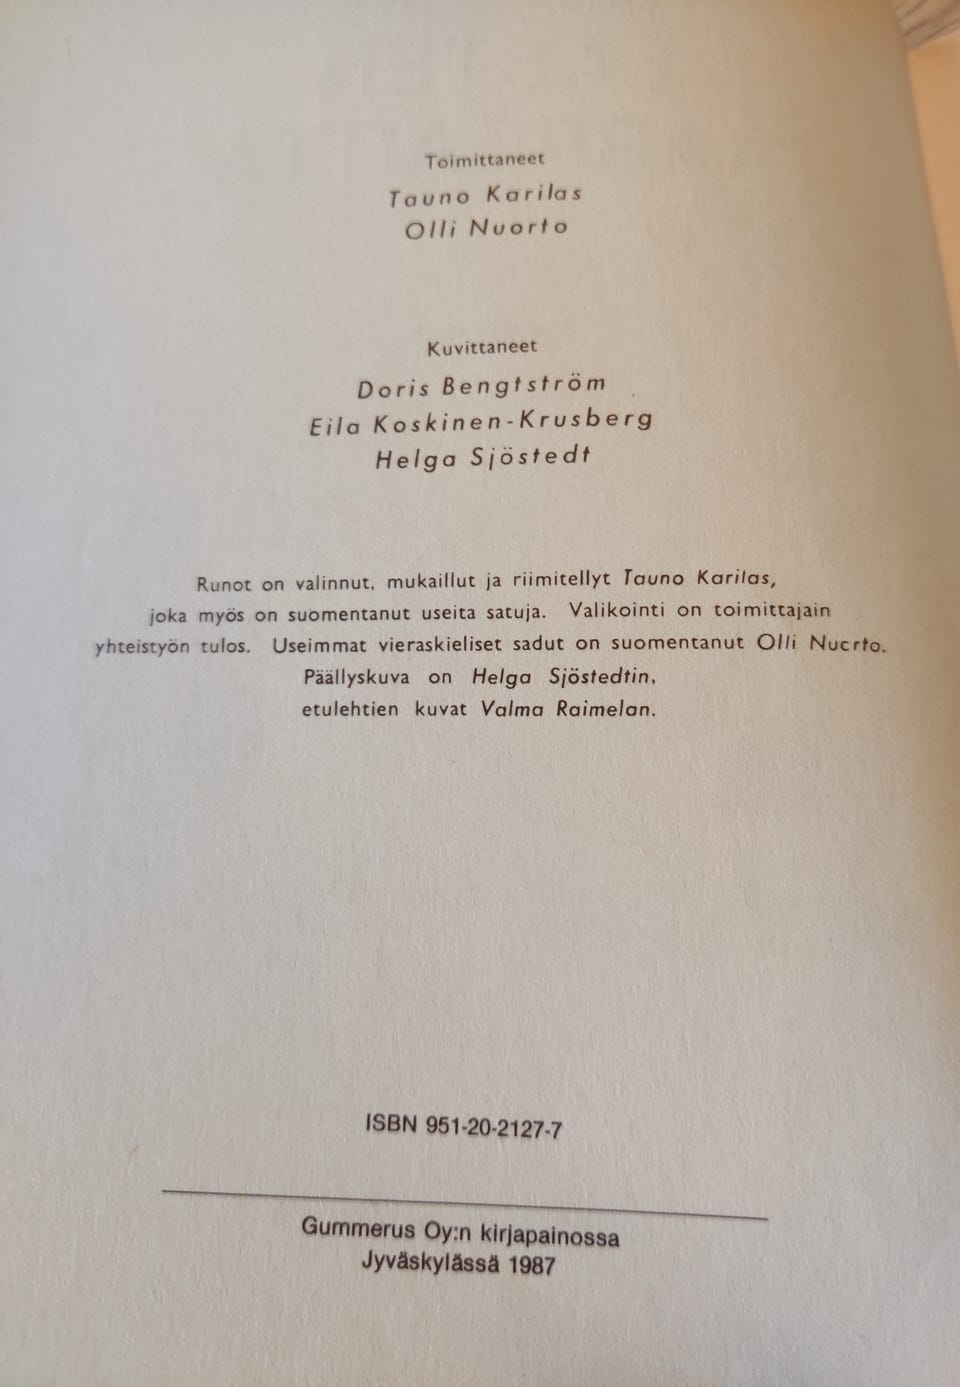 Toimittaneet
Tauno Karilas
Olli Nuorto
Kuvittaneet
Doris Bengtström
Eila Koskinen-Krusberg
Helga Sjöstedt
Runot on valinnut, mukaillut ja riimitellyt Tauno Karilas,
joka myös on suomentanut useita satuja. Valikointi on toimittajain
yhteistyön tulos. Useimmat vieraskieliset sadut on suomentanut Olli Nuorto.
Päällyskuva on Helga Sjöstedtin,
etulehtien kuvat Valma Raimelan.
ISBN 951-20-2127-7
Gummerus Oy:n kirjapainossa
Jyväskylässä 1987